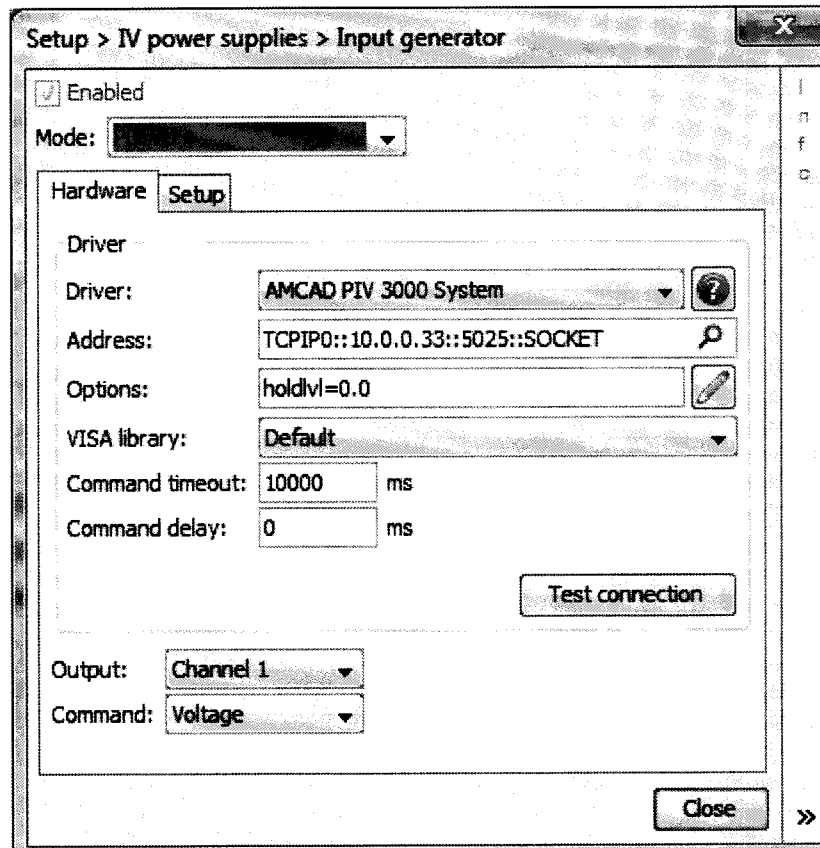 Setup > IV power supplies > Input generator
Enabled
Mode:
Hardware Setup
Driver
Driver: AMCAD PIV 3000 System
Address: TCPIP0::10.0.0.33::5025::SOCKET
Options: holdlvl=0.0
VISA library: Default
Command timeout: 10000 ms
Command delay: 0 ms
Test connection
Output: Channel 1
Command: Voltage
Close
»